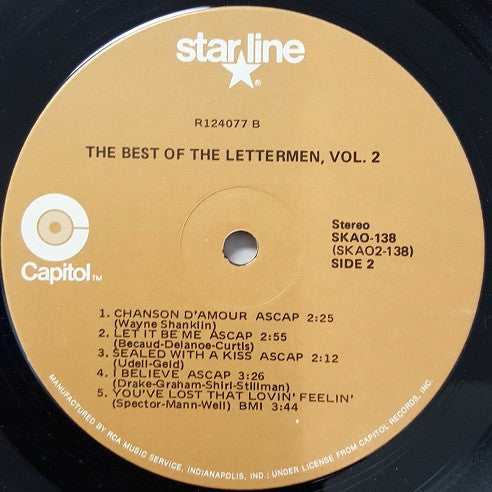 starline
®
R124077 B
THE BEST OF THE LETTERMEN, VOL. 2
Capitol™
Stereo
SKAO-138
(SKAO2-138)
SIDE 2
1. CHANSON D'AMOUR ASCAP 2:25
(Wayne Shanklin)
2. LET IT BE ME ASCAP 2:55
(Becaud-Delanoe-Curtis)
3. SEALED WITH A KISS ASCAP 2:12
(Udell-Geld)
4. I BELIEVE ASCAP 3:26
(Drake-Graham-Shirl-Stillman)
5. YOU'VE LOST THAT LOVIN' FEELIN'
(Spector-Mann-Weil) BMI 3:44
MANUFACTURED BY RCA MUSIC SERVICE, INDIANAPOLIS, IND.; UNDER LICENSE FROM CAPITOL RECORDS, INC.